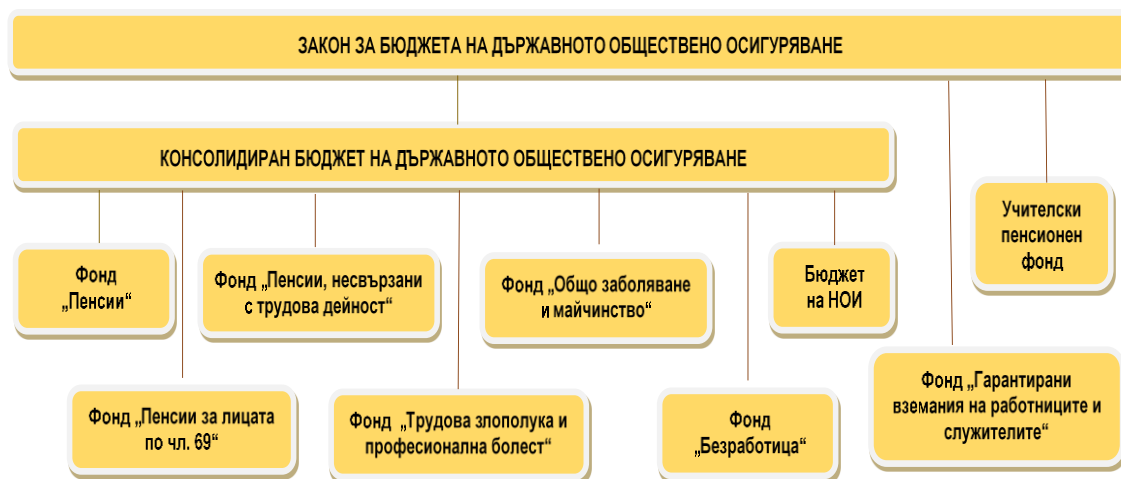 ЗАКОН ЗА БЮДЖЕТА НА ДЪРЖАВНОТО ОБЩЕСТВЕНО ОСИГУРЯВАНЕ
КОНСОЛИДИРАН БЮДЖЕТ НА ДЪРЖАВНОТО ОБЩЕСТВЕНО ОСИГУРЯВАНЕ
Учителски
пенсионен
фонд
Фонд
„Пенсии“
Фонд „Пенсии, несвързани
с трудова дейност“
Фонд „Общо заболяване
и майчинство“
Бюджет
на НОИ
Фонд „Пенсии за лицата
по чл. 69“
Фонд „Трудова злополука и
професионална болест“
Фонд
„Безработица“
Фонд „Гарантирани
вземания на работниците и
служителите“